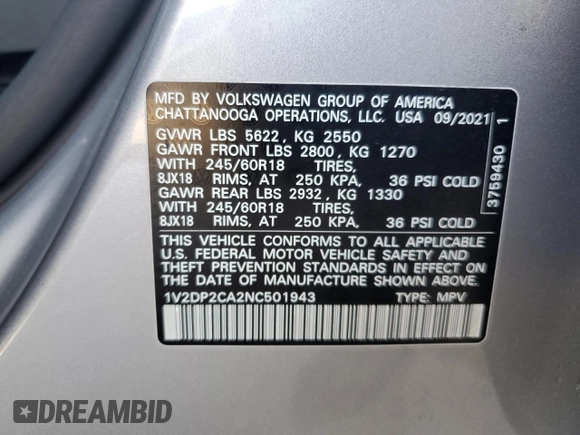 MFD BY VOLKSWAGEN GROUP OF AMERICA
CHATTANOOGA OPERATIONS, LLC. USA 09/2021
GVWR LBS 5622, KG 2550
GAWR FRONT LBS 2800, KG 1270
WITH 245/60R18 TIRES,
8JX18 RIMS, AT 250 KPA, 36 PSI COLD
GAWR REAR LBS 2932, KG 1330
WITH 245/60R18 TIRES,
8JX18 RIMS, AT 250 KPA, 36 PSI COLD
THIS VEHICLE CONFORMS TO ALL APPLICABLE
U.S. FEDERAL MOTOR VEHICLE SAFETY AND
THEFT PREVENTION STANDARDS IN EFFECT ON
THE DATE OF MANUFACTURE SHOWN ABOVE.
1V2DP2CA2NC501943 TYPE: MPV
3759430 1
DREAMBID